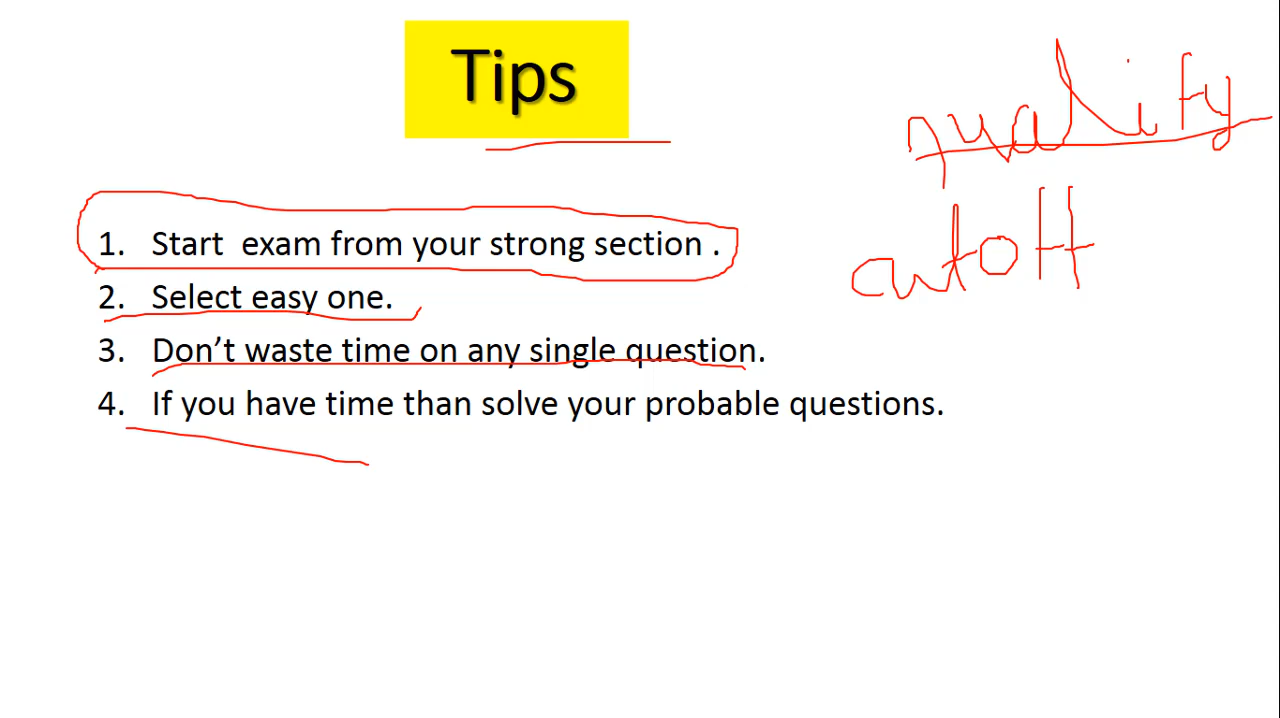 Tips
qualify
cutoff
1. Start exam from your strong section .
2. Select easy one.
3. Don’t waste time on any single question.
4. If you have time than solve your probable questions.